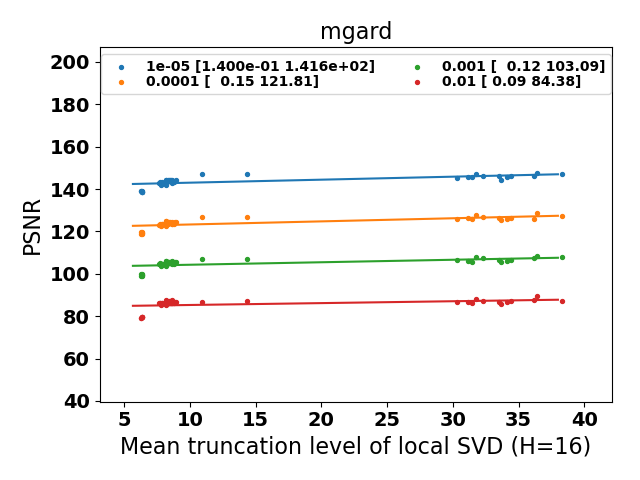 mgard
1e-05 [1.400e-01 1.416e+02]
0.0001 [  0.15 121.81]
0.001 [  0.12 103.09]
0.01 [ 0.09 84.38]
200
180
160
140
120
100
80
60
40
PSNR
5 10 15 20 25 30 35 40
Mean truncation level of local SVD (H=16)